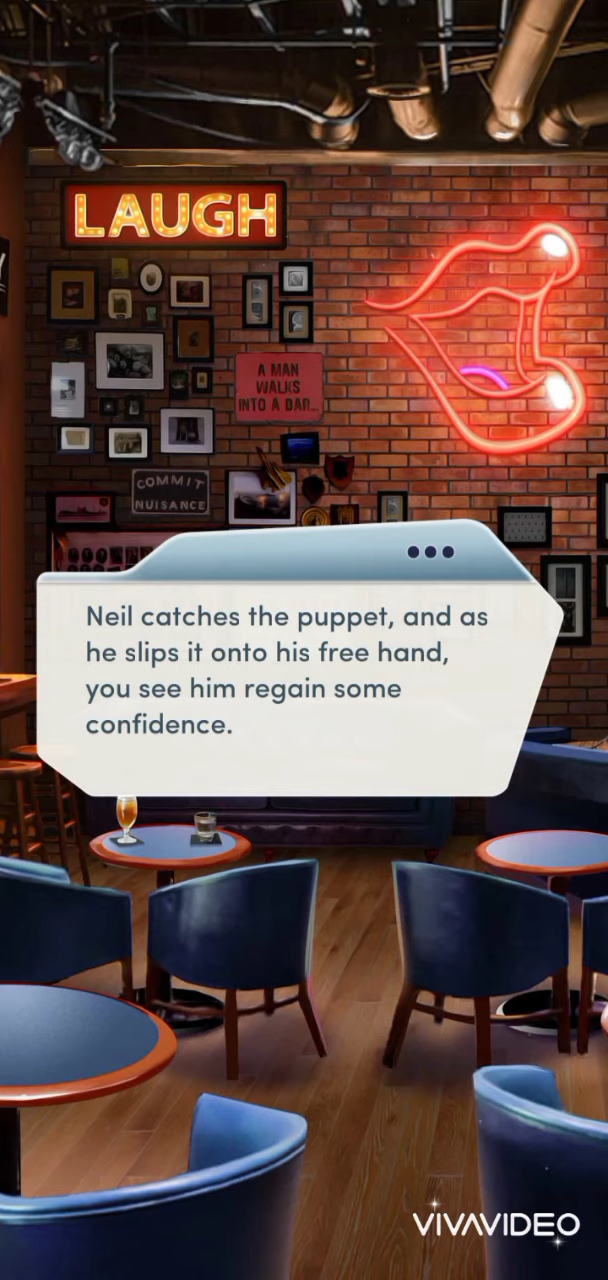 LAUGH
A MAN
WALKS
INTO A BAR...
COMMIT
NUISANCE
Neil catches the puppet, and as
he slips it onto his free hand,
you see him regain some
confidence.
VIVAVIDEO